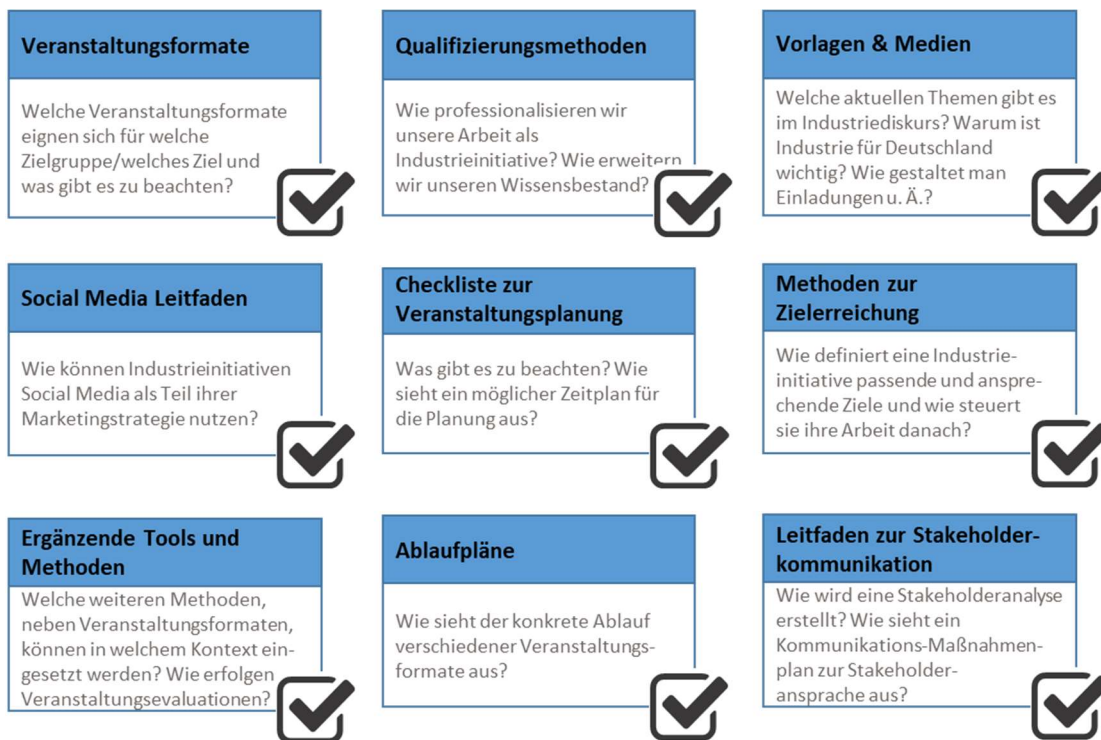 Veranstaltungsformate
Welche Veranstaltungsformate
eignen sich für welche
Zielgruppe/welches Ziel und
was gibt es zu beachten?
Qualifizierungsmethoden
Wie professionalisieren wir
unsere Arbeit als
Industrieinitiative? Wie erweitern
wir unseren Wissensbestand?
Vorlagen & Medien
Welche aktuellen Themen gibt es
im Industriediskurs? Warum ist
Industrie für Deutschland
wichtig? Wie gestaltet man
Einladungen u. Ä.?
Social Media Leitfaden
Wie können Industrieinitiativen
Social Media als Teil ihrer
Marketingstrategie nutzen?
Checkliste zur
Veranstaltungsplanung
Was gibt es zu beachten? Wie
sieht ein möglicher Zeitplan für
die Planung aus?
Methoden zur
Zielerreichung
Wie definiert eine Industrie-
initiative passende und anspre-
chende Ziele und wie steuert
sie ihre Arbeit danach?
Ergänzende Tools und
Methoden
Welche weiteren Methoden,
neben Veranstaltungsformaten,
können in welchem Kontext ein-
gesetzt werden? Wie erfolgen
Veranstaltungsevaluationen?
Ablaufpläne
Wie sieht der konkrete Ablauf
verschiedener Veranstaltungs-
formate aus?
Leitfaden zur Stakeholder-
kommunikation
Wie wird eine Stakeholderanalyse
erstellt? Wie sieht ein
Kommunikations-Maßnahmen-
plan zur Stakeholder-
ansprache aus?